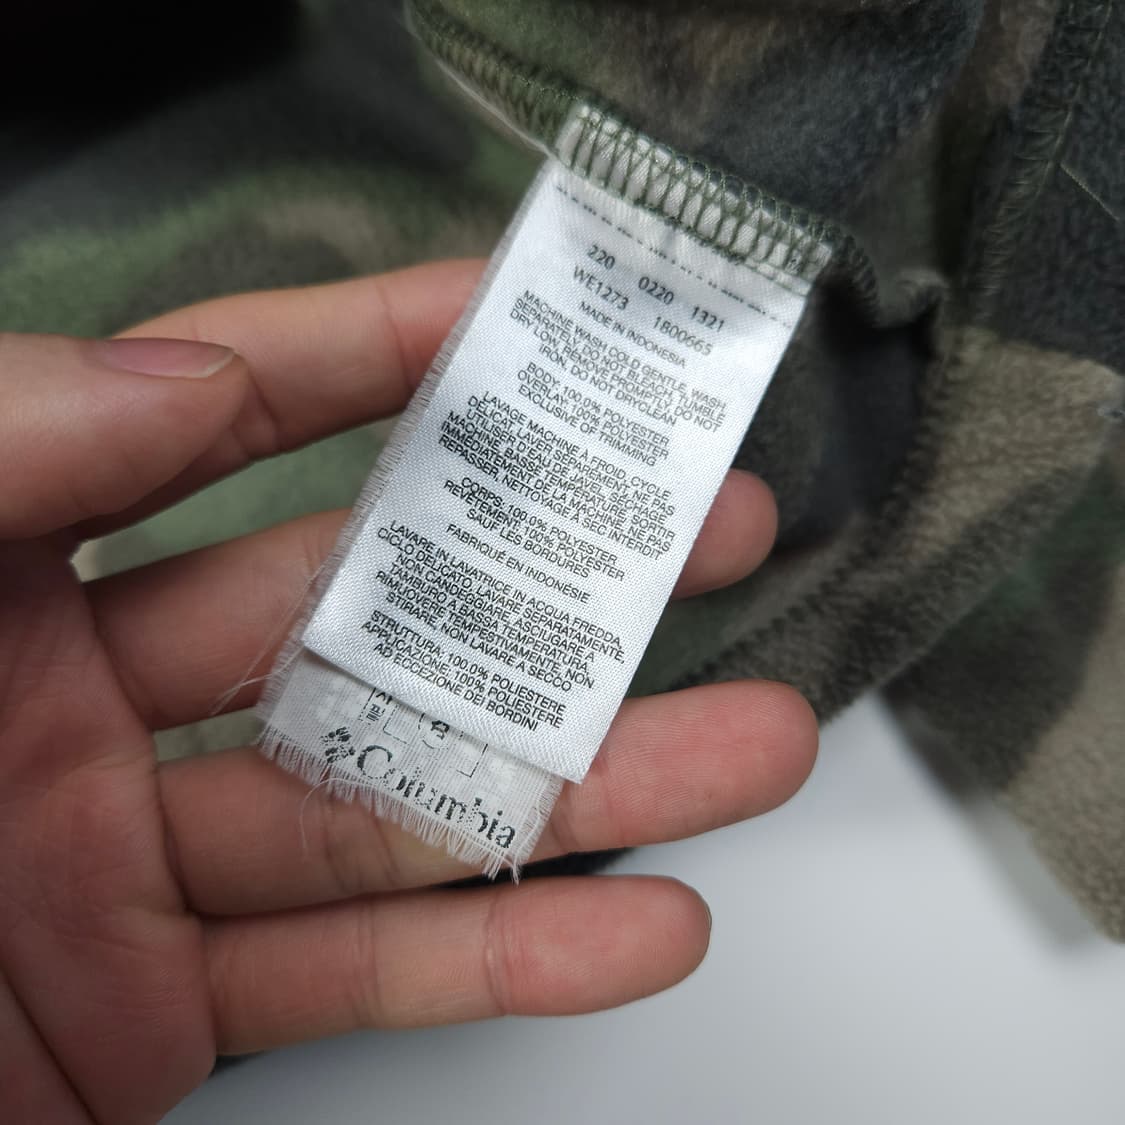 220 0220 1321
WE1273 1800665
MADE IN INDONESIA
MACHINE WASH COLD GENTLE, WASH
SEPARATELY, DO NOT BLEACH, TUMBLE
DRY LOW, REMOVE PROMPTLY, DO NOT
IRON, DO NOT DRYCLEAN
BODY: 100.0% POLYESTER
OVERLAY: 100% POLYESTER
EXCLUSIVE OF TRIMMING
LAVAGE MACHINE À FROID, CYCLE
DÉLICAT, LAVER SÉPARÉMENT, NE PAS
UTILISER D'EAU DE JAVEL, SÉCHAGE
MACHINE, BASSE TEMPÉRATURE, SORTIR
IMMÉDIATEMENT DE LA MACHINE, NE PAS
REPASSER, NETTOYAGE À SEC INTERDIT
CORPS: 100.0% POLYESTER
REVÊTEMENT: 100% POLYESTER
SAUF LES BORDURES
FABRIQUÉ EN INDONÉSIE
LAVARE IN LAVATRICE IN ACQUA FREDDA,
CICLO DELICATO, LAVARE SEPARATAMENTE,
NON CANDEGGIARE, ASCIUGARE A
TAMBURO A BASSA TEMPERATURA,
RIMUOVERE TEMPESTIVAMENTE, NON
STIRARE, NON LAVARE A SECCO
STRUTTURA, 100.0% POLIESTERE
APPLICAZIONE, 100% POLIESTERE
AD ECCEZIONE DEI BORDINI
Columbia